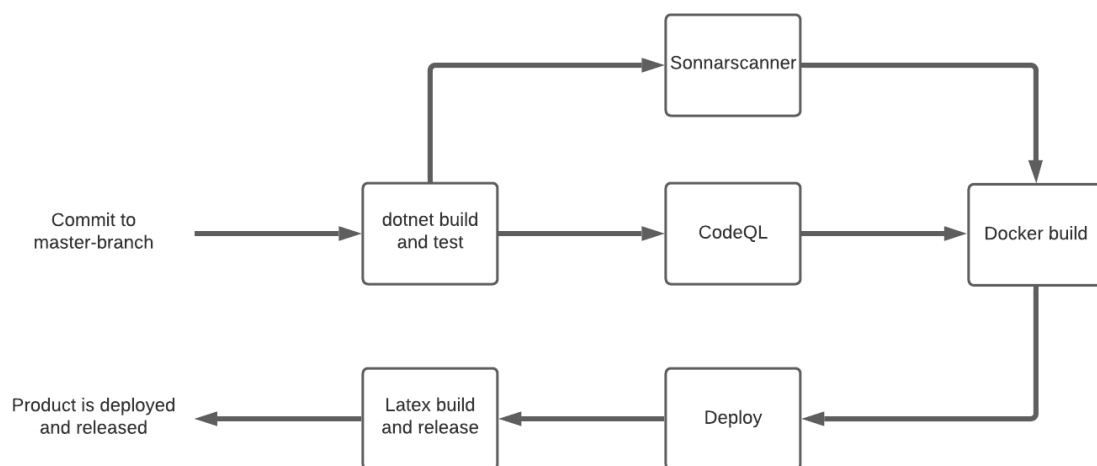 Sonnarscanner
Commit to
master-branch
dotnet build
and test
CodeQL
Docker build
Product is deployed
and released
Latex build
and release
Deploy